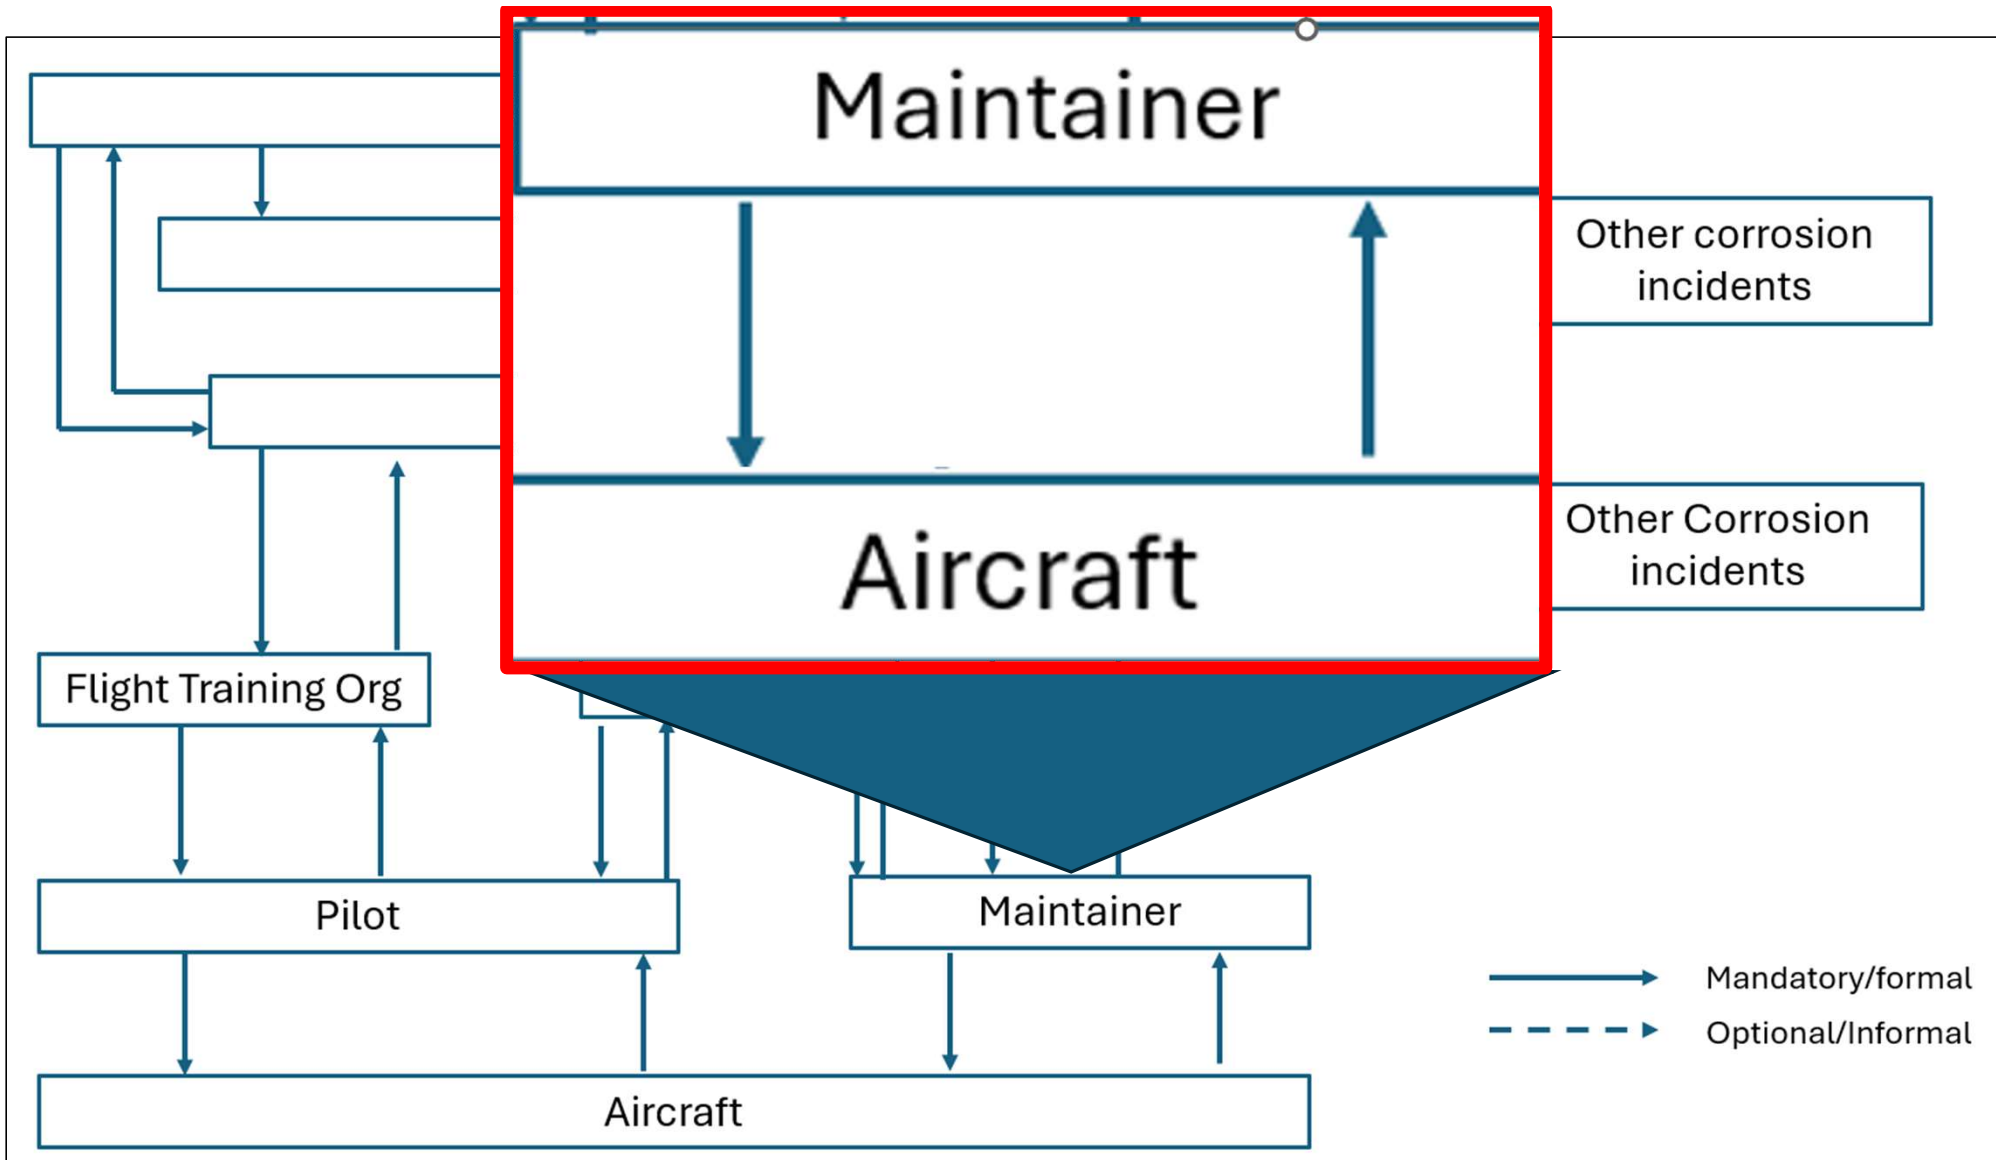 Maintainer
Other corrosion
incidents
Aircraft
Other Corrosion
incidents
Flight Training Org
Pilot
Maintainer
Mandatory/formal
Optional/Informal
Aircraft